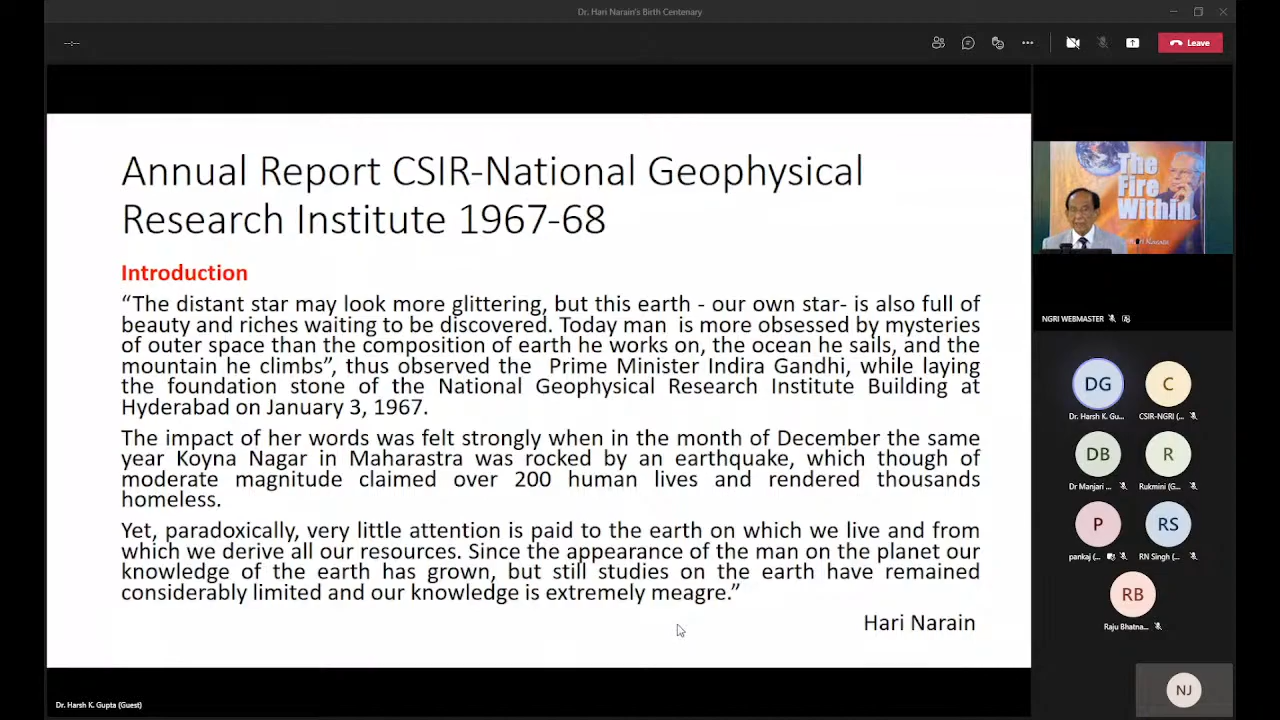 Dr. Hari Narain's Birth Centenary
Leave
Annual Report CSIR-National Geophysical
Research Institute 1967-68
Introduction
“The distant star may look more glittering, but this earth - our own star- is also full of
beauty and riches waiting to be discovered. Today man is more obsessed by mysteries
of outer space than the composition of earth he works on, the ocean he sails, and the
mountain he climbs”, thus observed the Prime Minister Indira Gandhi, while laying
the foundation stone of the National Geophysical Research Institute Building at
Hyderabad on January 3, 1967.
The impact of her words was felt strongly when in the month of December the same
year Koyna Nagar in Maharastra was rocked by an earthquake, which though of
moderate magnitude claimed over 200 human lives and rendered thousands
homeless.
Yet, paradoxically, very little attention is paid to the earth on which we live and from
which we derive all our resources. Since the appearance of the man on the planet our
knowledge of the earth has grown, but still studies on the earth have remained
considerably limited and our knowledge is extremely meagre.”
Hari Narain
The
Fire
Within
NGRI WEBMASTER
DG
C
Dr. Harsh K. Gu...
CSIR-NGRI (...
DB
R
Dr Manjari ...
Rukmini (G...
P
RS
pankaj (...
RN Singh (...
RB
Raju Bhatna...
NJ
Dr. Harsh K. Gupta (Guest)